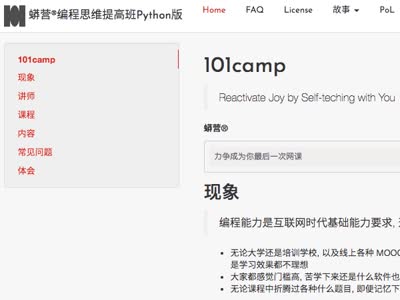 蟒营®编程思维提高班Python版
Home FAQ License 故事 PoL
101camp
现象
讲师
课程
内容
常见问题
体会
101camp
Reactivate Joy by Self-teching with You
蟒营®
力争成为你最后一次网课
现象
编程能力是互联网时代基础能力要求,
无论大学还是培训学校, 以及线上各种 MOOC
是学习效果都不理想
大家都感觉门槛高, 苦学下来还是什么软件也
无论课程中折腾过各种什么题目, 即使记忆下